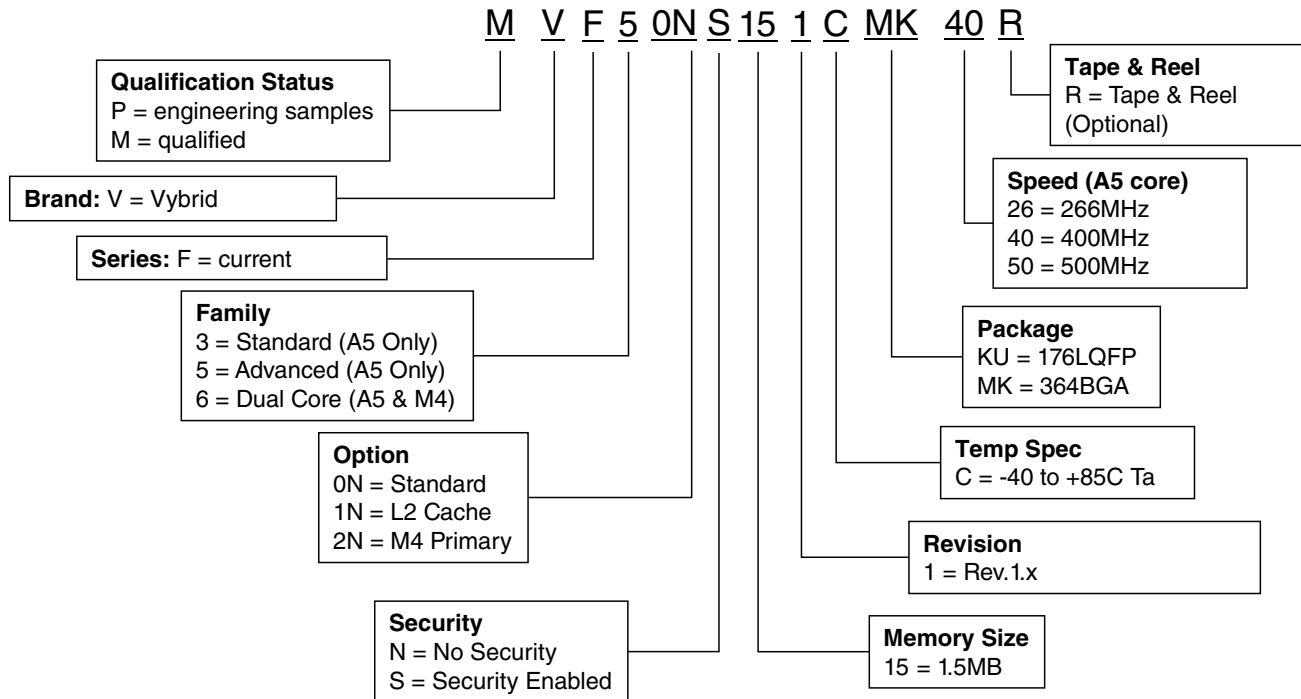 M V F 5 0N S 15 1 C MK 40 R
Qualification Status
P = engineering samples
M = qualified
Tape & Reel
R = Tape & Reel
(Optional)
Brand: V = Vybrid
Speed (A5 core)
26 = 266MHz
40 = 400MHz
50 = 500MHz
Series: F = current
Family
3 = Standard (A5 Only)
5 = Advanced (A5 Only)
6 = Dual Core (A5 & M4)
Package
KU = 176LQFP
MK = 364BGA
Option
0N = Standard
1N = L2 Cache
2N = M4 Primary
Temp Spec
C = -40 to +85C Ta
Revision
1 = Rev.1.x
Security
N = No Security
S = Security Enabled
Memory Size
15 = 1.5MB